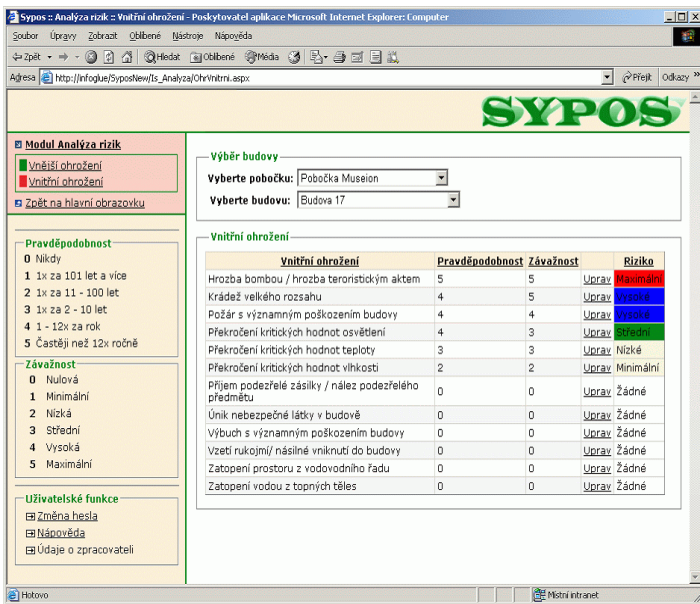 Sypos :: Analýza rizik :: Vnitřní ohrožení - Poskytovatel aplikace Microsoft Internet Explorer: Computer
Soubor Úpravy Zobrazit Oblíbené Nástroje Nápověda
Zpět Hledat Oblíbené Média
Adresa http://infoglue/SyposNew/Is_Analyza/OhrVnitrni.aspx Přejít Odkazy »
SYPOS
Modul Analýza rizik
Vnější ohrožení
Vnitřní ohrožení
Zpět na hlavní obrazovku
Pravděpodobnost
0 Nikdy
1 1x za 101 let a více
2 1x za 11 - 100 let
3 1x za 2 - 10 let
4 1 - 12x za rok
5 Častěji než 12x ročně
Závažnost
0 Nulová
1 Minimální
2 Nízká
3 Střední
4 Vysoká
5 Maximální
Uživatelské funkce
Změna hesla
Nápověda
Údaje o zpracovateli
Výběr budovy
Vyberte pobočku: Pobočka Museion
Vyberte budovu: Budova 17
Vnitřní ohrožení
Vnitřní ohrožení Pravděpodobnost Závažnost Riziko
Hrozba bombou / hrozba teroristickým aktem 5 5 Uprav Maximální
Krádež velkého rozsahu 4 5 Uprav Vysoké
Požár s významným poškozením budovy 4 4 Uprav Vysoké
Překročení kritických hodnot osvětlení 4 3 Uprav Střední
Překročení kritických hodnot teploty 3 3 Uprav Nízké
Překročení kritických hodnot vlhkosti 2 2 Uprav Minimální
Příjem podezřelé zásilky / nález podezřelého
předmětu 0 0 Uprav Žádné
Únik nebezpečné látky v budově 0 0 Uprav Žádné
Výbuch s významným poškozením budovy 0 0 Uprav Žádné
Vzetí rukojmí/ násilné vniknutí do budovy 0 0 Uprav Žádné
Zatopení prostoru z vodovodního řadu 0 0 Uprav Žádné
Zatopení vodou z topných těles 0 0 Uprav Žádné
Hotovo Místní intranet